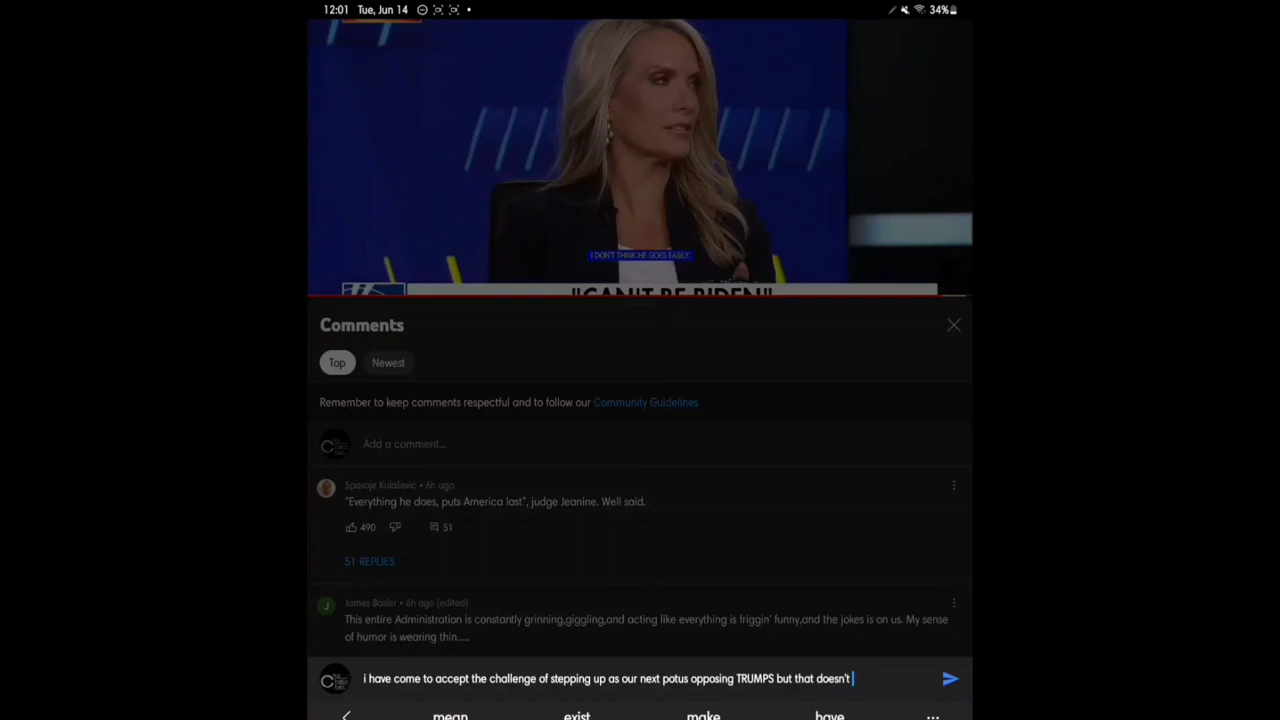 12:01 Tue, Jun 14
34%
I DON'T THINK HE GOES EASILY.
"CAN'T BE BIDEN"
Comments
Top Newest
Remember to keep comments respectful and to follow our Community Guidelines
Add a comment...
Spasoje Kulašević • 6h ago
"Everything he does, puts America last", judge Jeanine. Well said.
490 51
51 REPLIES
J
James Basler • 6h ago (edited)
This entire Administration is constantly grinning,giggling,and acting like everything is friggin' funny,and the jokes is on us. My sense
of humor is wearing thin.....
i have come to accept the challenge of stepping up as our next potus opposing TRUMPS but that doesn't
mean exist make have